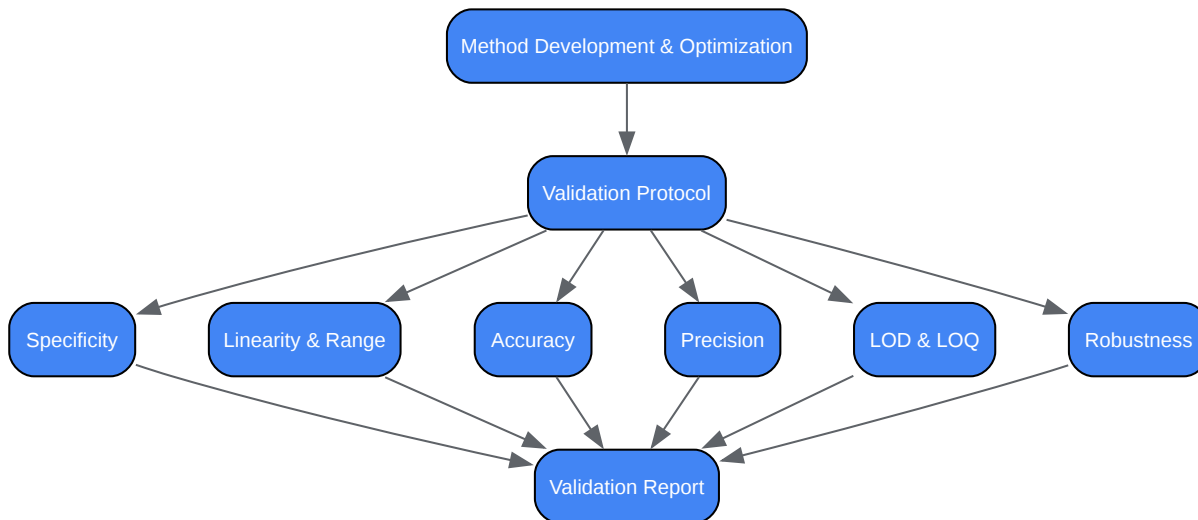 Method Development & Optimization
Validation Protocol
Specificity
Linearity & Range
Accuracy
Precision
LOD & LOQ
Robustness
Validation Report